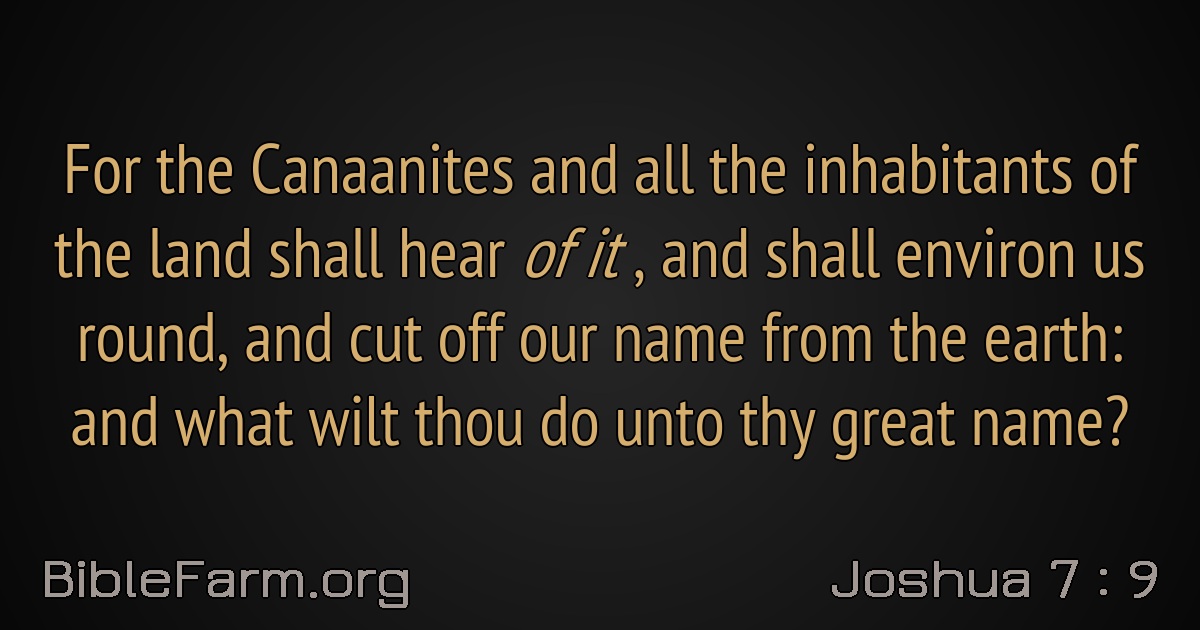 For the Canaanites and all the inhabitants of
the land shall hear of it , and shall environ us
round, and cut off our name from the earth:
and what wilt thou do unto thy great name?
BibleFarm.org
Joshua 7 : 9